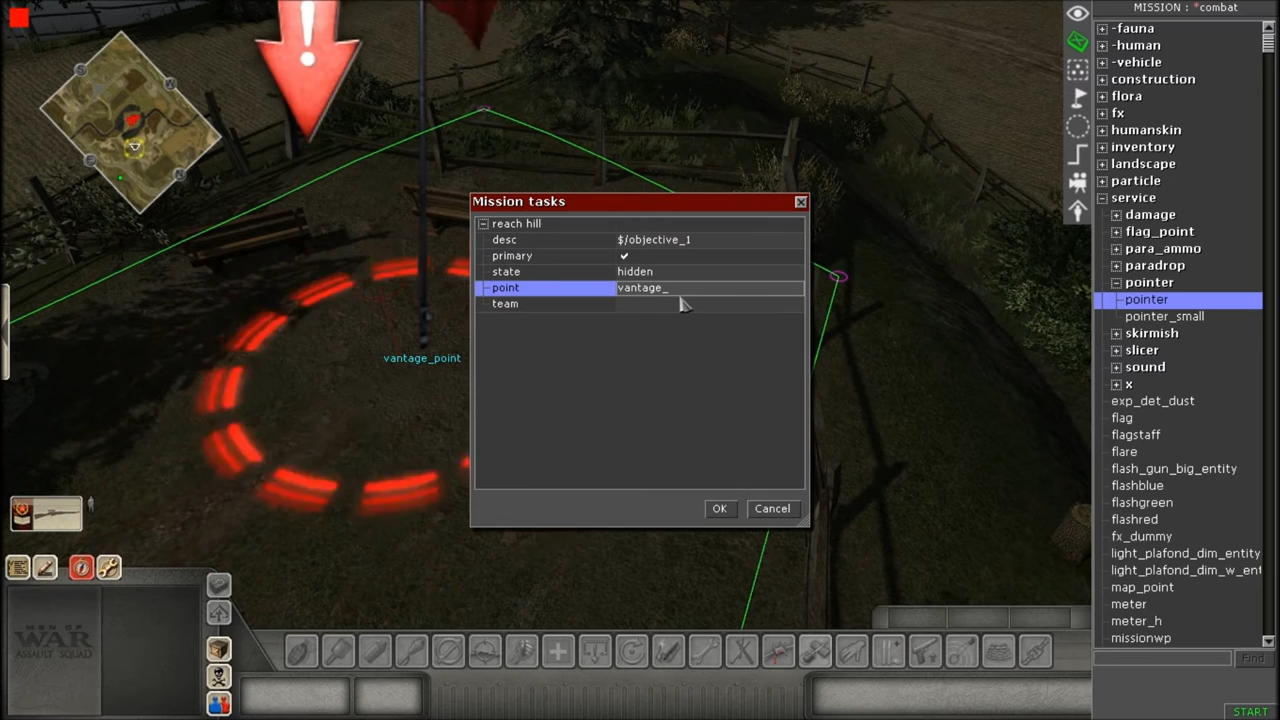 MISSION : *combat
-fauna
-human
-vehicle
construction
flora
fx
humanskin
inventory
landscape
particle
service
damage
flag_point
para_ammo
paradrop
pointer
pointer
pointer_small
skirmish
slicer
sound
x
exp_det_dust
flag
flagstaff
flare
flash_gun_big_entity
flashblue
flashgreen
flashred
fx_dummy
light_plafond_dim_entity
light_plafond_dim_w_ent
map_point
meter
meter_h
missionwp
Find
START
Mission tasks
reach hill
desc $/objective_1
primary
state hidden
point vantage_
team
OK Cancel
vantage_point
MEN OF
WAR
ASSAULT SQUAD